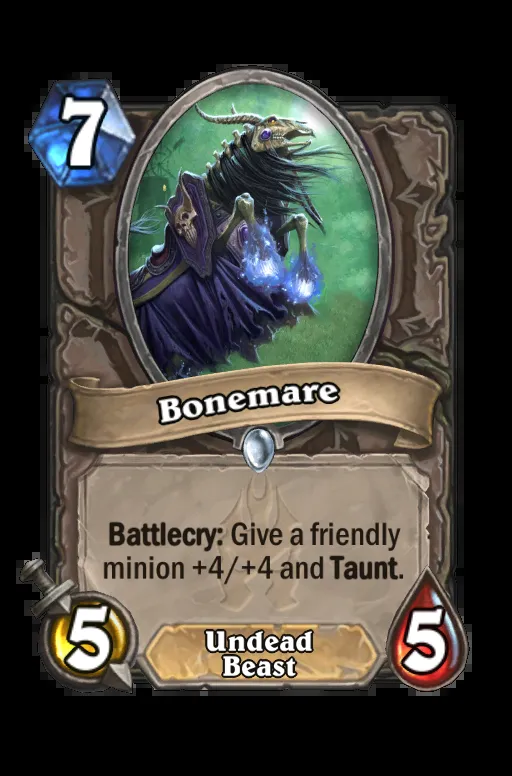 7
Bonemare
Battlecry: Give a friendly
minion +4/+4 and Taunt.
5
Undead
Beast
5